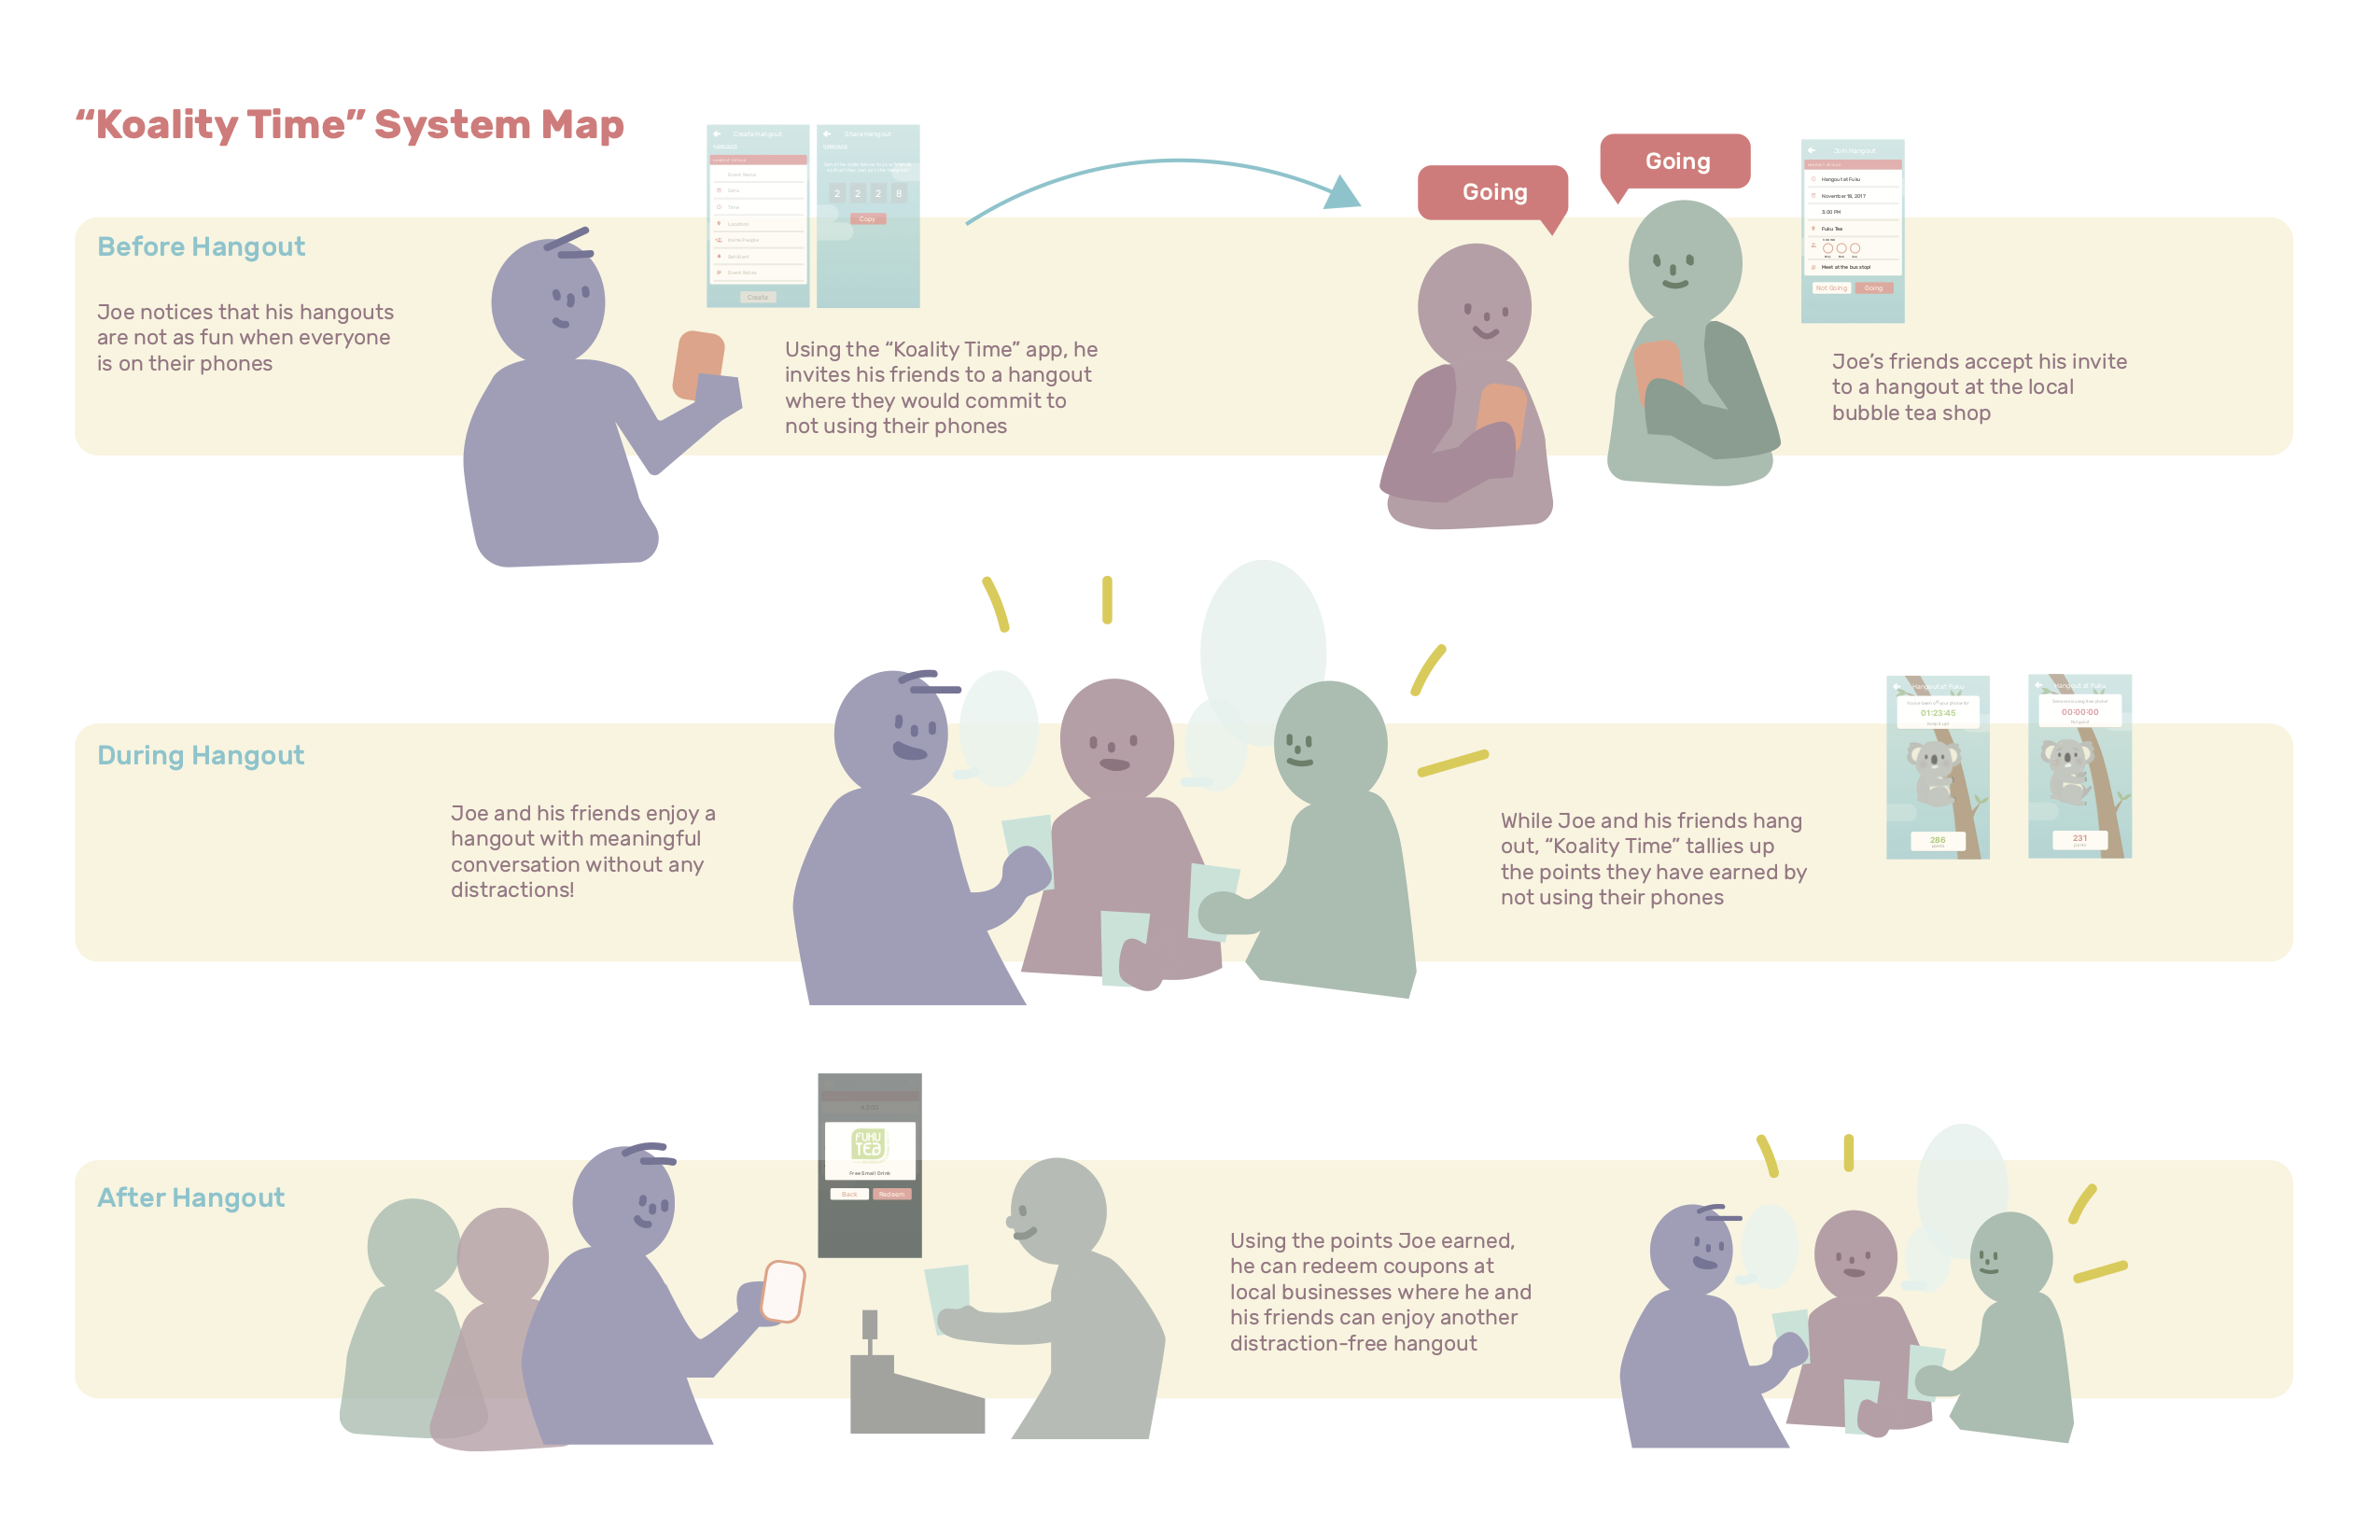 “Koality Time” System Map
Create Hangout
Event Name
Date
Time
Location
Invite People
Create
Share Hangout
2 2 2 8
Copy
Going
Going
Join Hangout
Hangout at Fuku
November 18, 2017
3:00 PM
Fuku Tea
Meet at the bus stop!
Not Going
Going
Before Hangout
Joe notices that his hangouts
are not as fun when everyone
is on their phones
Using the “Koality Time” app, he
invites his friends to a hangout
where they would commit to
not using their phones
Joe’s friends accept his invite
to a hangout at the local
bubble tea shop
During Hangout
Joe and his friends enjoy a
hangout with meaningful
conversation without any
distractions!
While Joe and his friends hang
out, “Koality Time” tallies up
the points they have earned by
not using their phones
Hangout at Fuku
01:23:45
286
points
Hangout at Fuku
00:00:00
231
points
After Hangout
FUKU
TEA
Free Small Drink
Back
Redeem
Using the points Joe earned,
he can redeem coupons at
local businesses where he and
his friends can enjoy another
distraction-free hangout